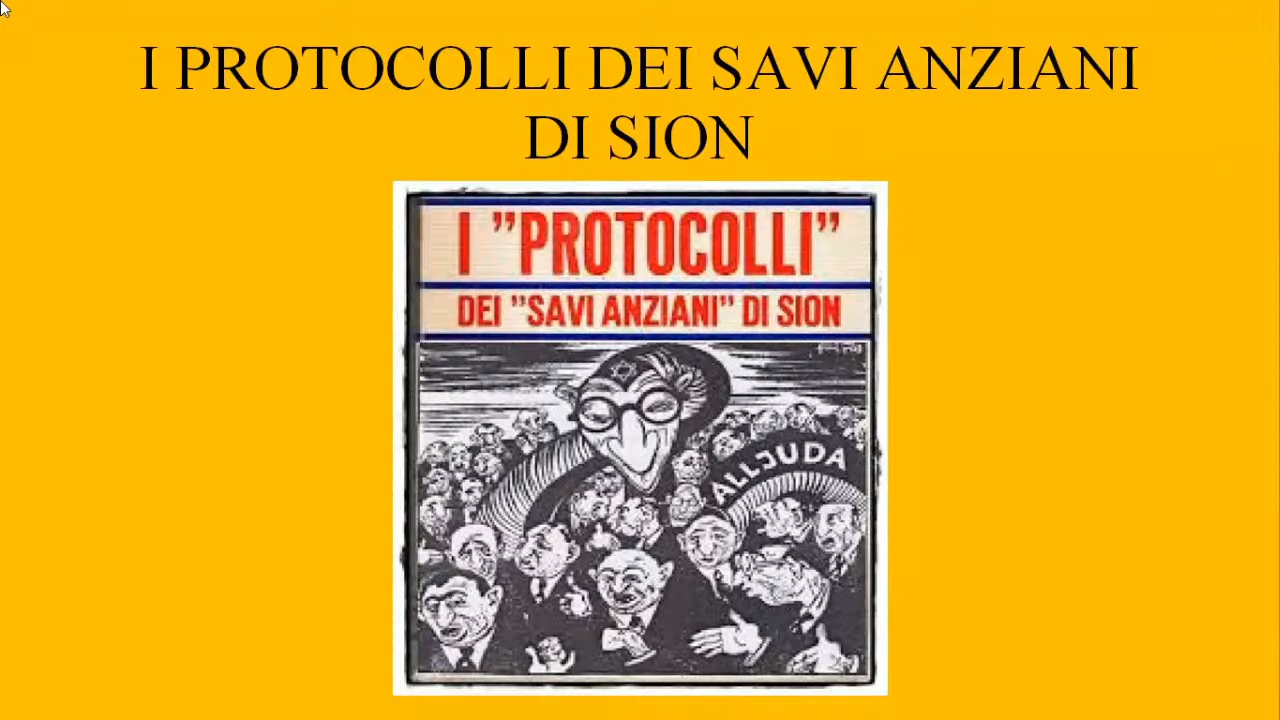 I PROTOCOLLI DEI SAVI ANZIANI
DI SION
I "PROTOCOLLI"
DEI "SAVI ANZIANI" DI SION
ALLJUDA